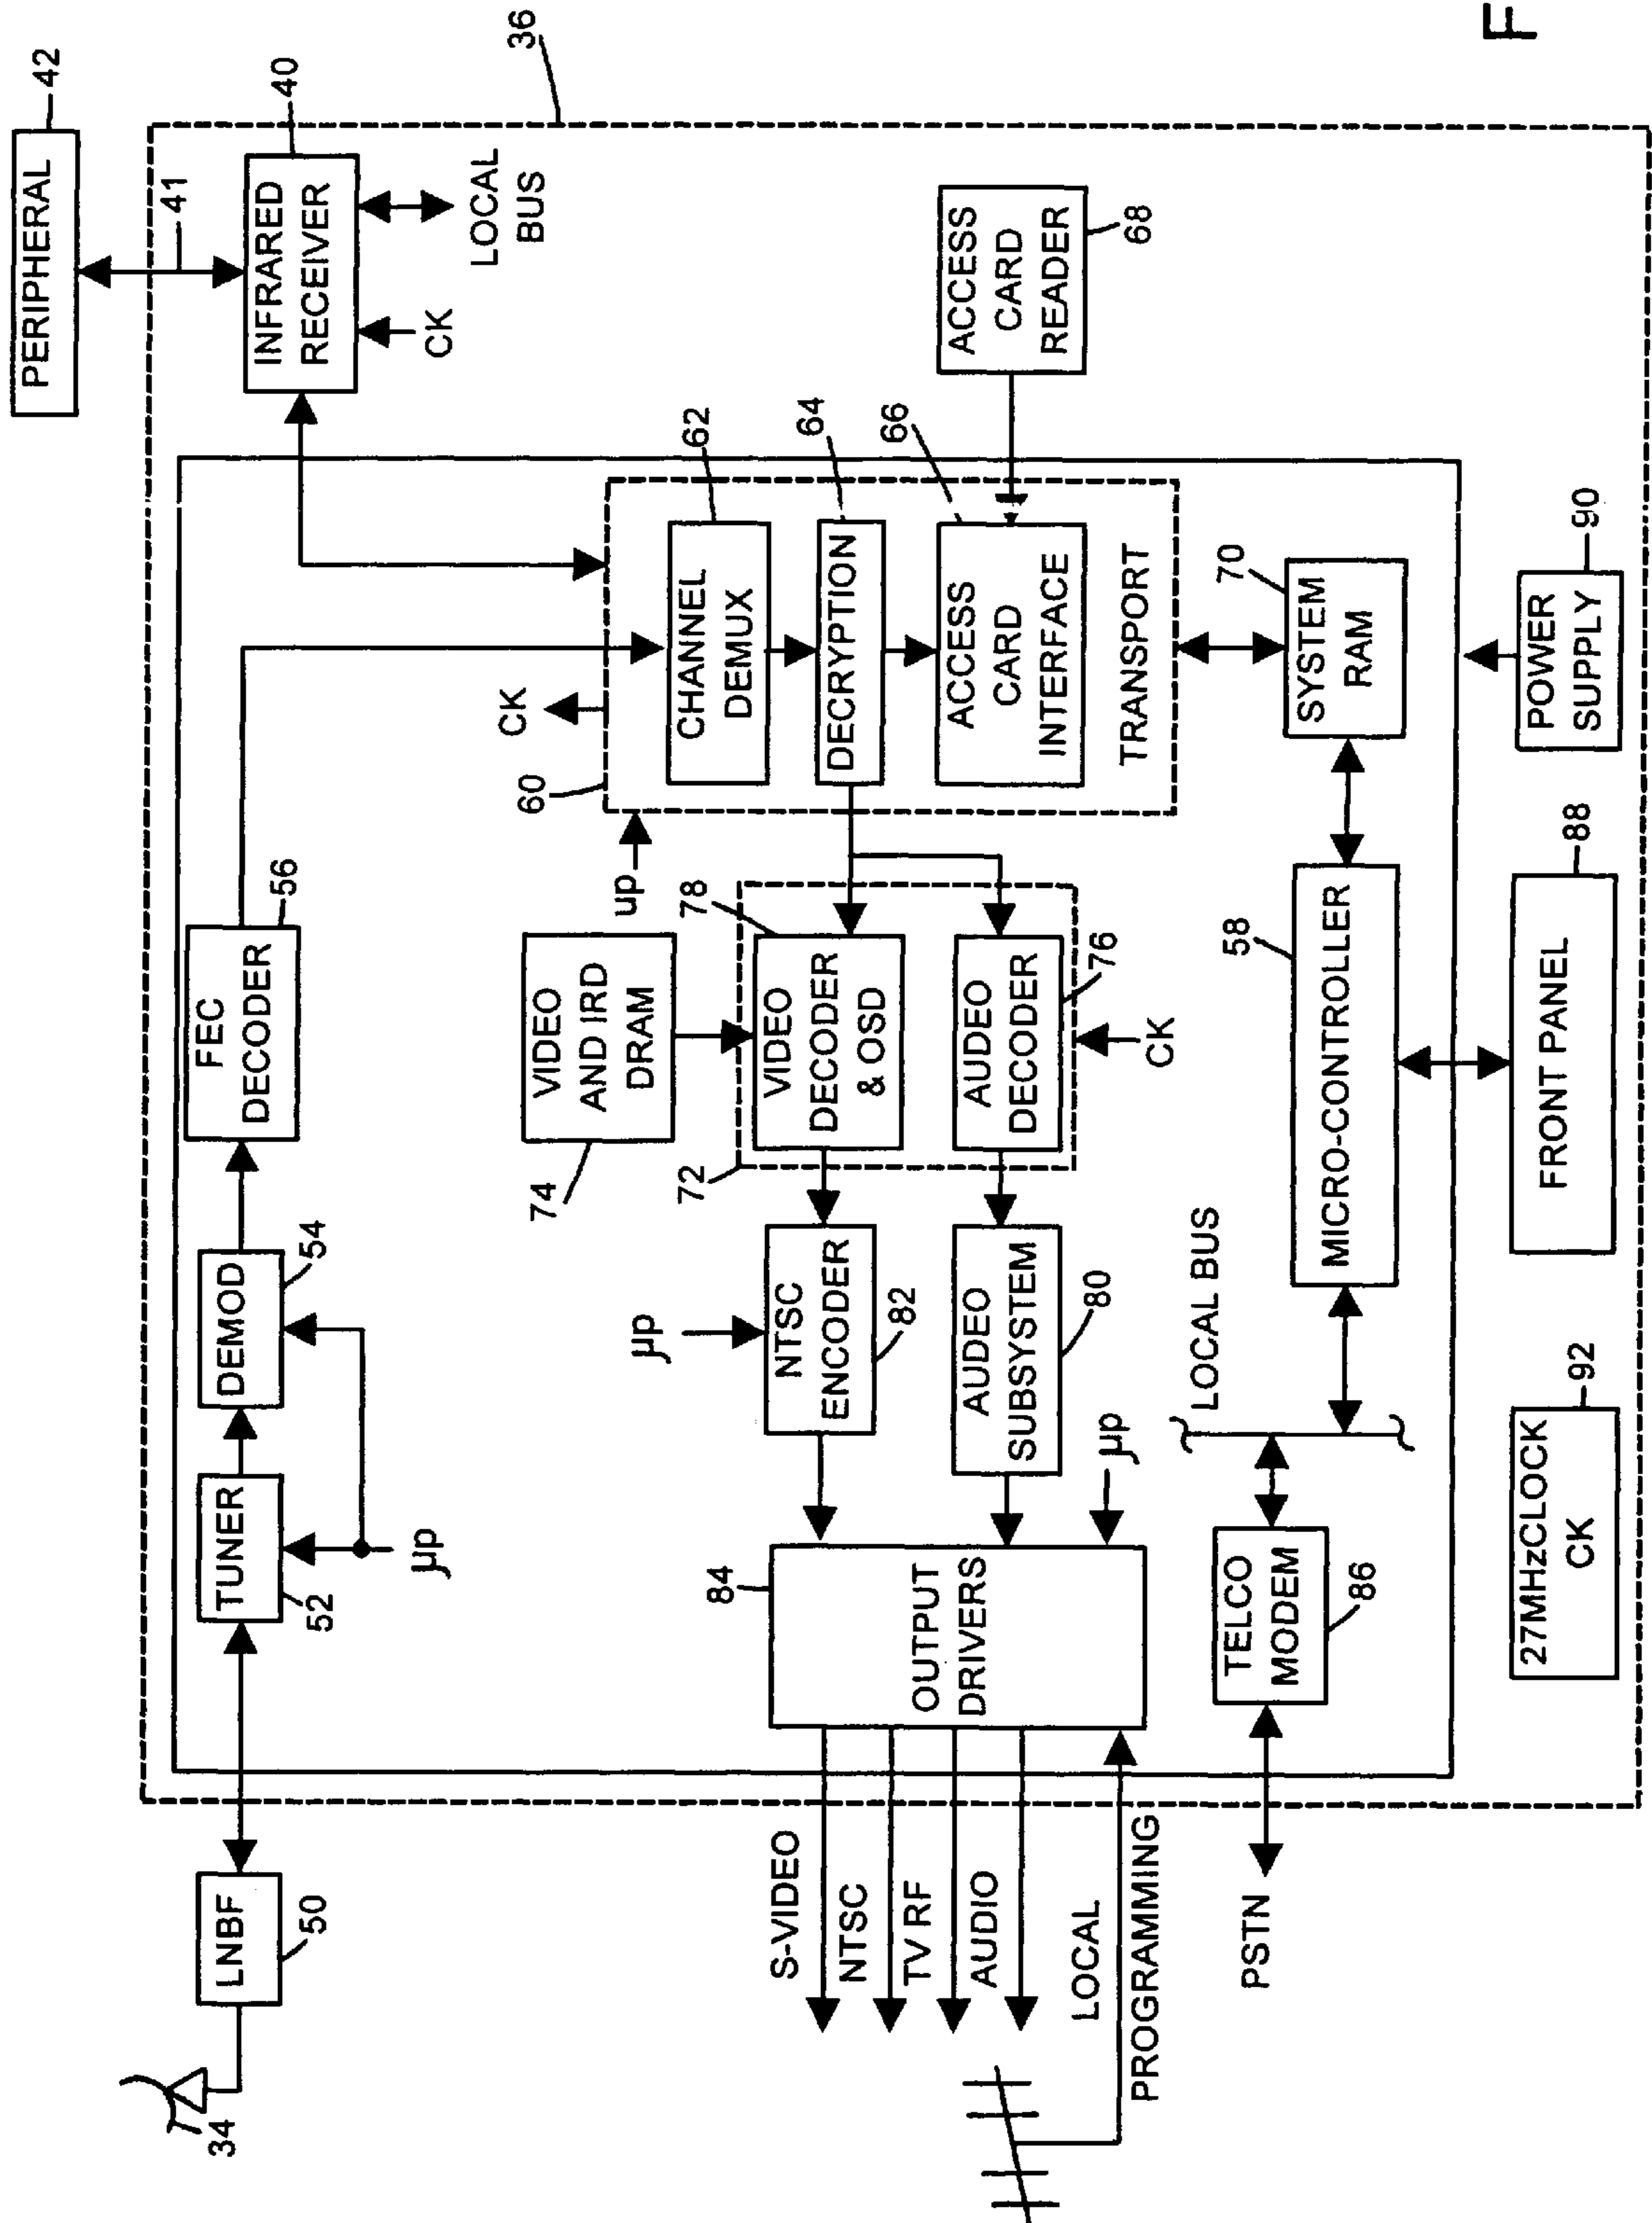 34
LNBF
50
TUNER
52
DEMOD
54
FEC
DECODER
56
µp
PERIPHERAL
42
41
INFRARED
RECEIVER
40
CK
LOCAL
BUS
36
CK
60
up
CHANNEL
DEMUX
62
DECRYPTION
64
ACCESS
CARD
INTERFACE
66
TRANSPORT
ACCESS
CARD
READER
68
VIDEO
AND IRD
DRAM
74
72
VIDEO
DECODER
& OSD
78
AUDEO
DECODER
76
CK
µp
NTSC
ENCODER
82
AUDEO
SUBSYSTEM
80
µp
84
OUTPUT
DRIVERS
S-VIDEO
NTSC
TV RF
AUDIO
LOCAL
PROGRAMMING
PSTN
TELCO
MODEM
86
LOCAL BUS
58
MICRO-CONTROLLER
70
SYSTEM
RAM
27MHzCLOCK
CK
92
FRONT PANEL
88
POWER
SUPPLY
90
F